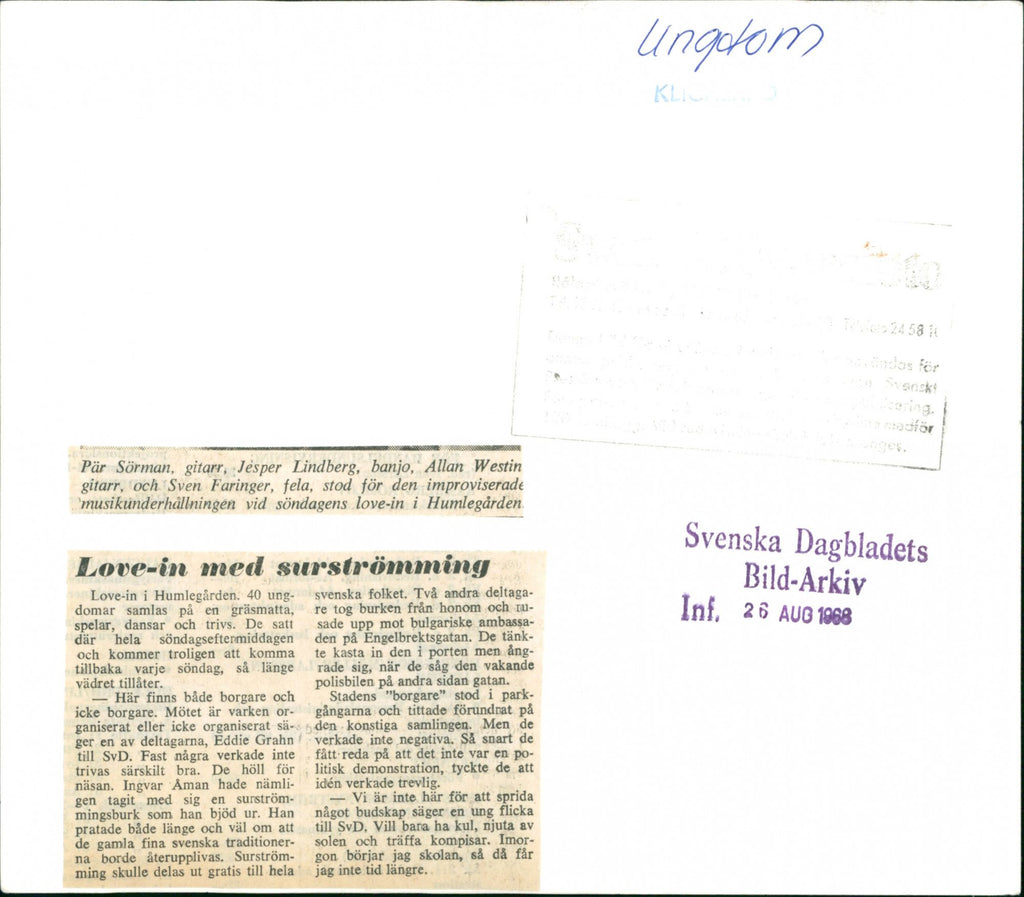 Ungdom
Telefon 24 58 1
användas för
Svenskt
medför
Pär Sörman, gitarr, Jesper Lindberg, banjo, Allan Westin
gitarr, och Sven Faringer, fela, stod för den improviserade
musikunderhållningen vid söndagens love-in i Humlegården
Svenska Dagbladets
Bild-Arkiv
Inf. 26 AUG 1968
Love-in med surströmming
Love-in i Humlegården. 40 ung-
domar samlas på en gräsmatta,
spelar, dansar och trivs. De satt
där hela söndagseftermiddagen
och kommer troligen att komma
tillbaka varje söndag, så länge
vädret tillåter.
— Här finns både borgare och
icke borgare. Mötet är varken or-
ganiserat eller icke organiserat sä-
ger en av deltagarna, Eddie Grahn
till SvD. Fast några verkade inte
trivas särskilt bra. De höll för
näsan. Ingvar Åman hade nämli-
gen tagit med sig en surström-
mingsburk som han bjöd ur. Han
pratade både länge och väl om att
de gamla fina svenska traditioner-
na borde återupplivas. Surström-
ming skulle delas ut gratis till hela
svenska folket. Två andra deltaga-
re tog burken från honom och ru-
sade upp mot bulgariske ambassa-
den på Engelbrektsgatan. De tänk-
te kasta in den i porten men ång-
rade sig, när de såg den vakande
polisbilen på andra sidan gatan.
Stadens "borgare" stod i park-
gångarna och tittade förundrat på
den konstiga samlingen. Men de
verkade inte negativa. Så snart de
fått reda på att det inte var en po-
litisk demonstration, tyckte de att
idén verkade trevlig.
— Vi är inte här för att sprida
något budskap säger en ung flicka
till SvD. Vill bara ha kul, njuta av
solen och träffa kompisar. Imor-
gon börjar jag skolan, så då får
jag inte tid längre.